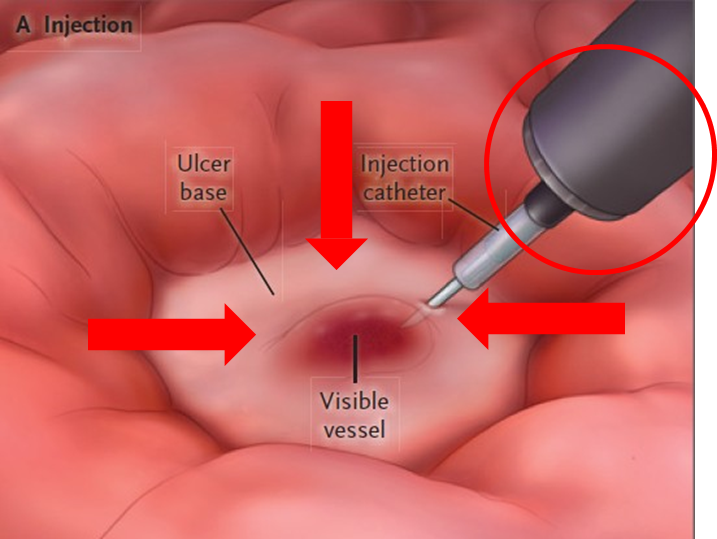 A Injection
Ulcer
base
Injection
catheter
Visible
vessel